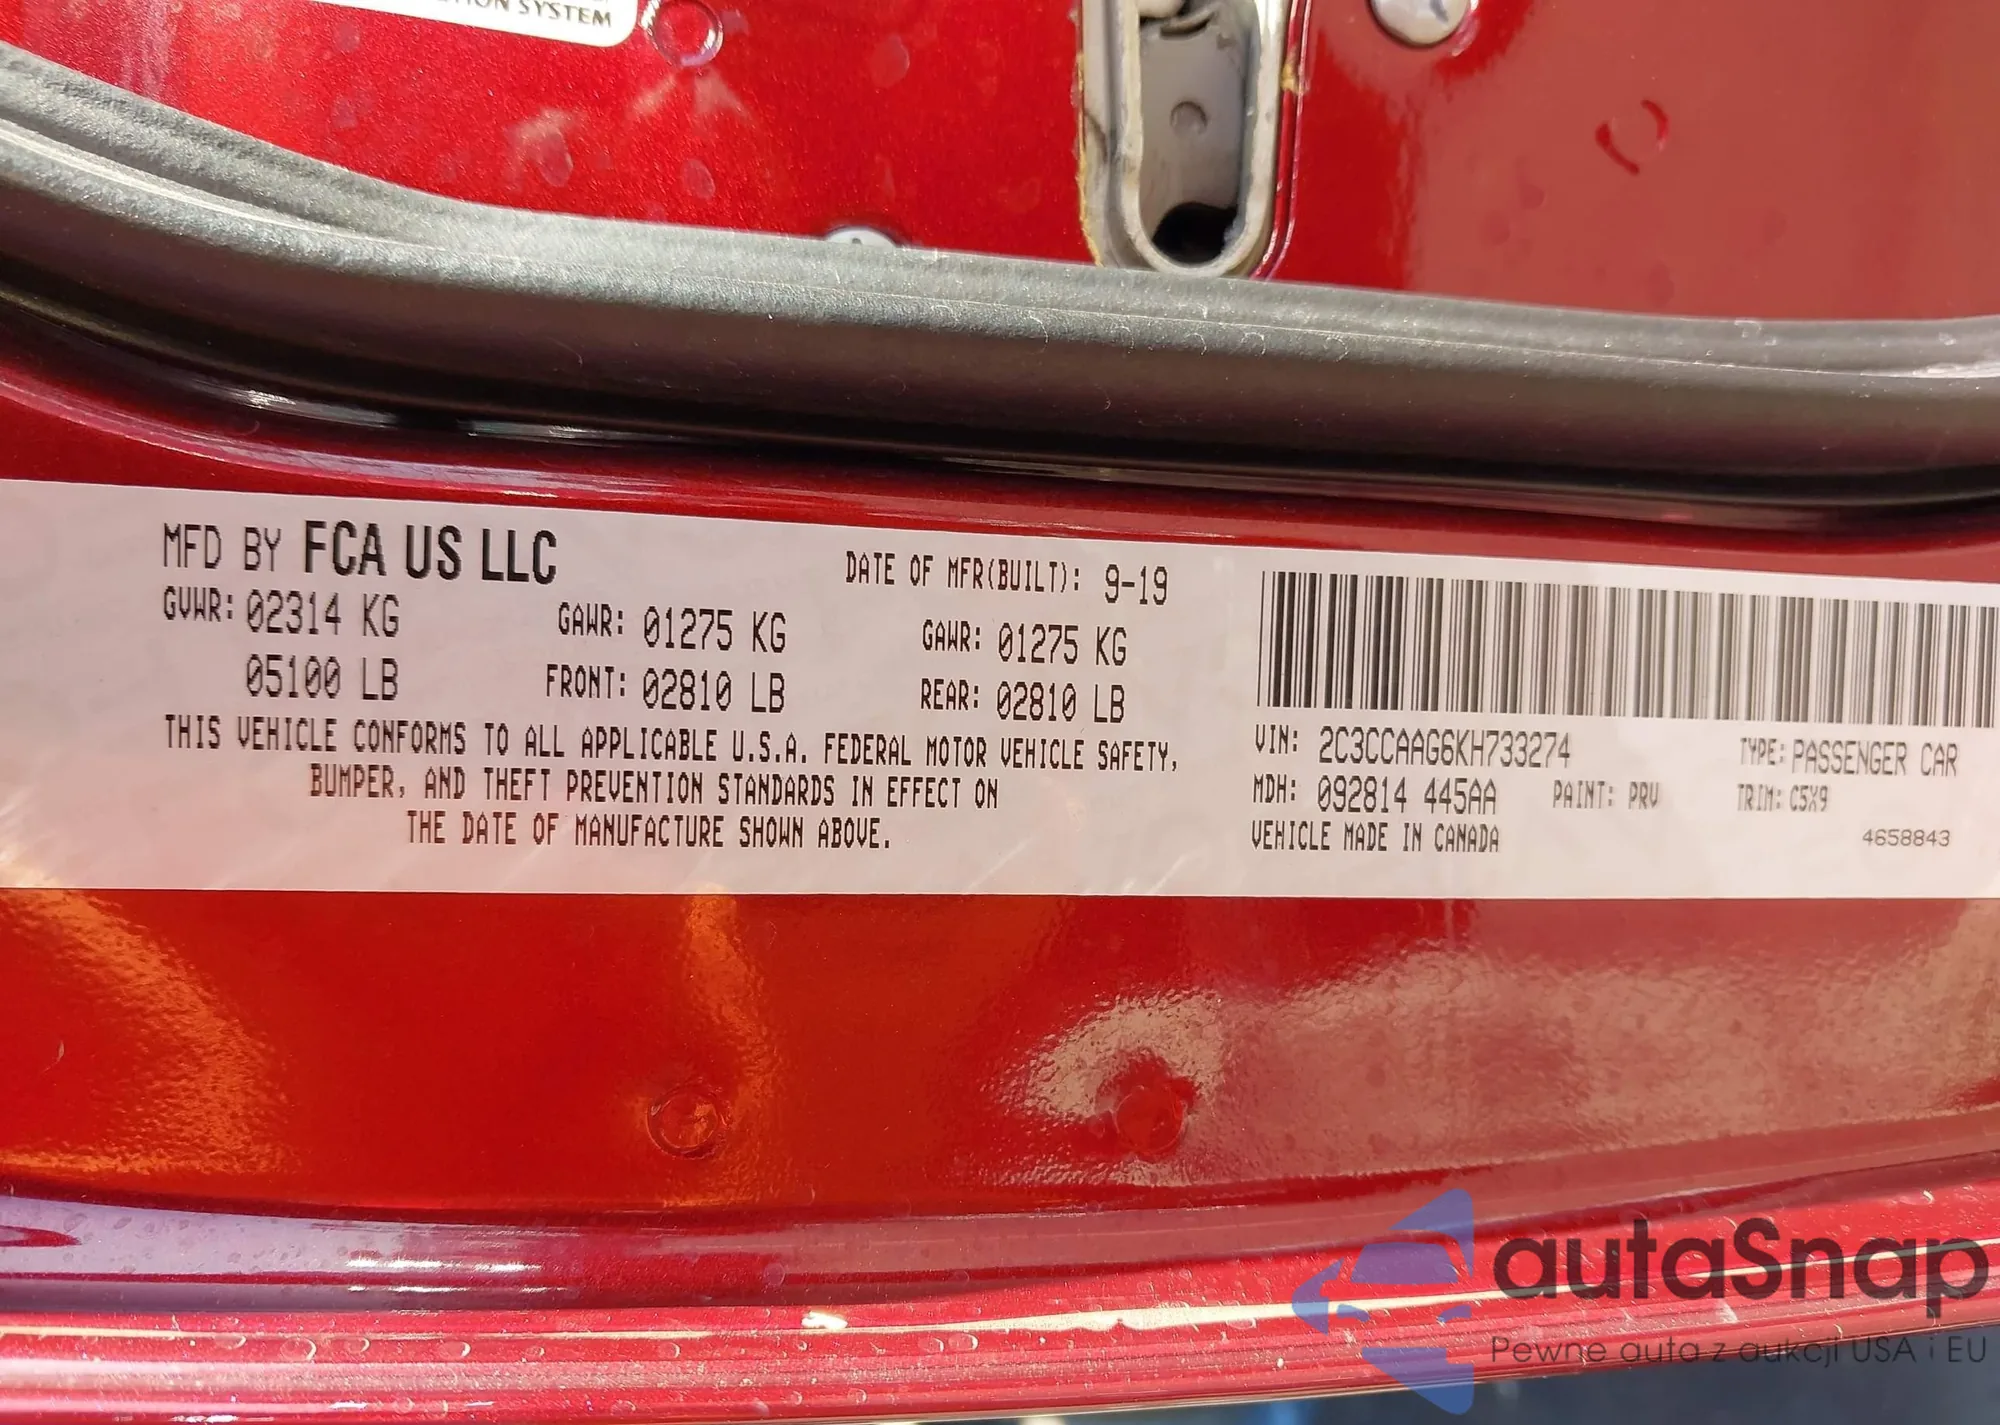 TION SYSTEM
MFD BY FCA US LLC
DATE OF MFR(BUILT): 9-19
GVWR: 02314 KG
GAWR: 01275 KG
GAWR: 01275 KG
05100 LB
FRONT: 02810 LB
REAR: 02810 LB
THIS VEHICLE CONFORMS TO ALL APPLICABLE U.S.A. FEDERAL MOTOR VEHICLE SAFETY,
BUMPER, AND THEFT PREVENTION STANDARDS IN EFFECT ON
THE DATE OF MANUFACTURE SHOWN ABOVE.
VIN: 2C3CCAAG6KH733274
TYPE: PASSENGER CAR
MDH: 092814 445AA
PAINT: PRV
TRIM: C5X9
VEHICLE MADE IN CANADA
4658843
autaSnap
Pewne auta z aukcji USA i EU